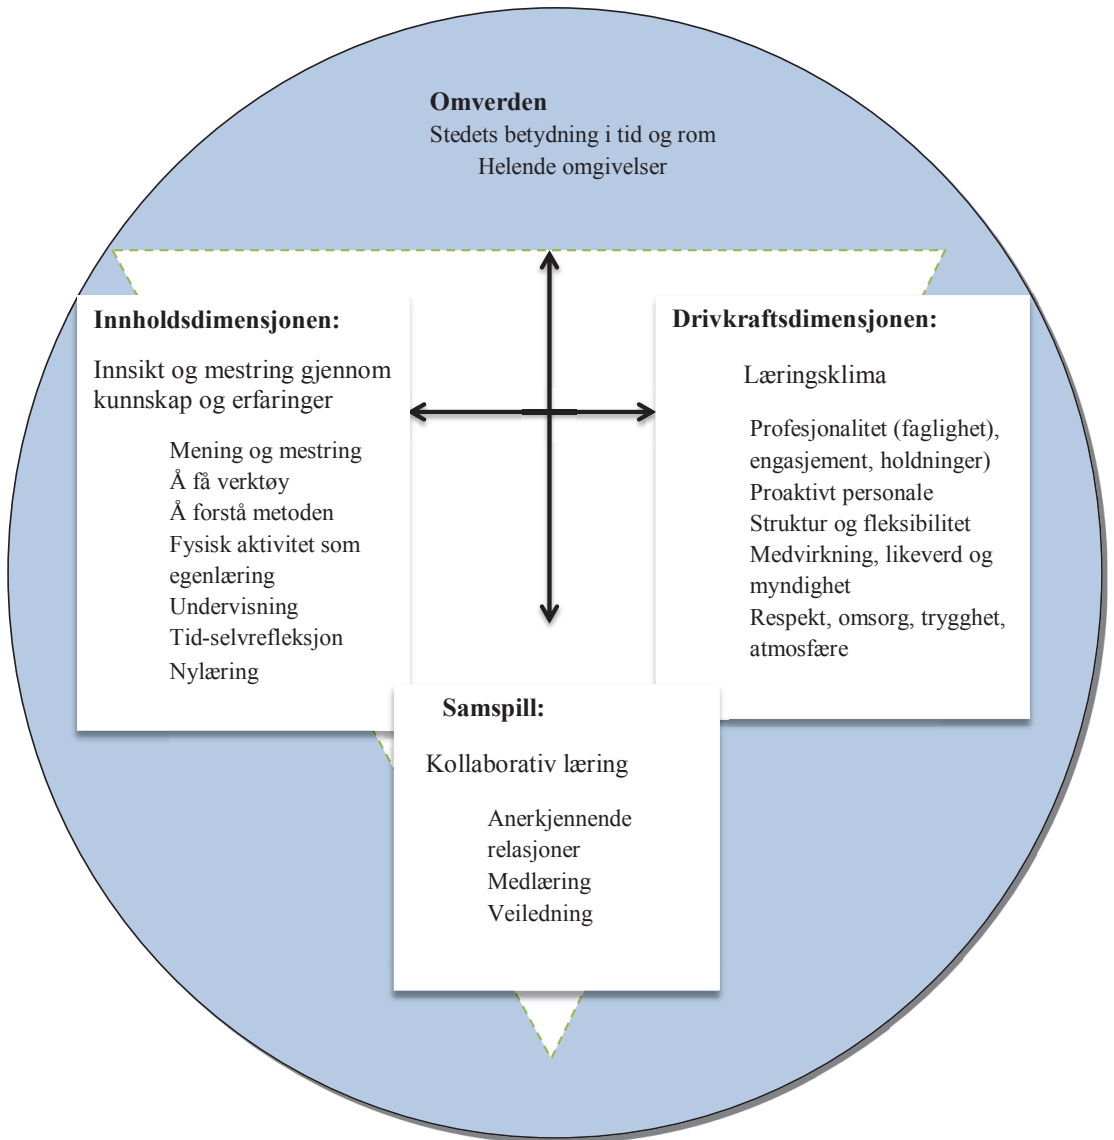 Omverden
Stedets betydning i tid og rom
Helende omgivelser
Innholdsdimensjonen:
Innsikt og mestring gjennom
kunnskap og erfaringer
Mening og mestring
Å få verktøy
Å forstå metoden
Fysisk aktivitet som
egenlæring
Undervisning
Tid-selvrefleksjon
Nylæring
Drivkraftsdimensjonen:
Læringsklima
Profesjonalitet (faglighet),
engasjement, holdninger)
Proaktivt personale
Struktur og fleksibilitet
Medvirkning, likeverd og
myndighet
Respekt, omsorg, trygghet,
atmosfære
Samspill:
Kollaborativ læring
Anerkjennende
relasjoner
Medlæring
Veiledning